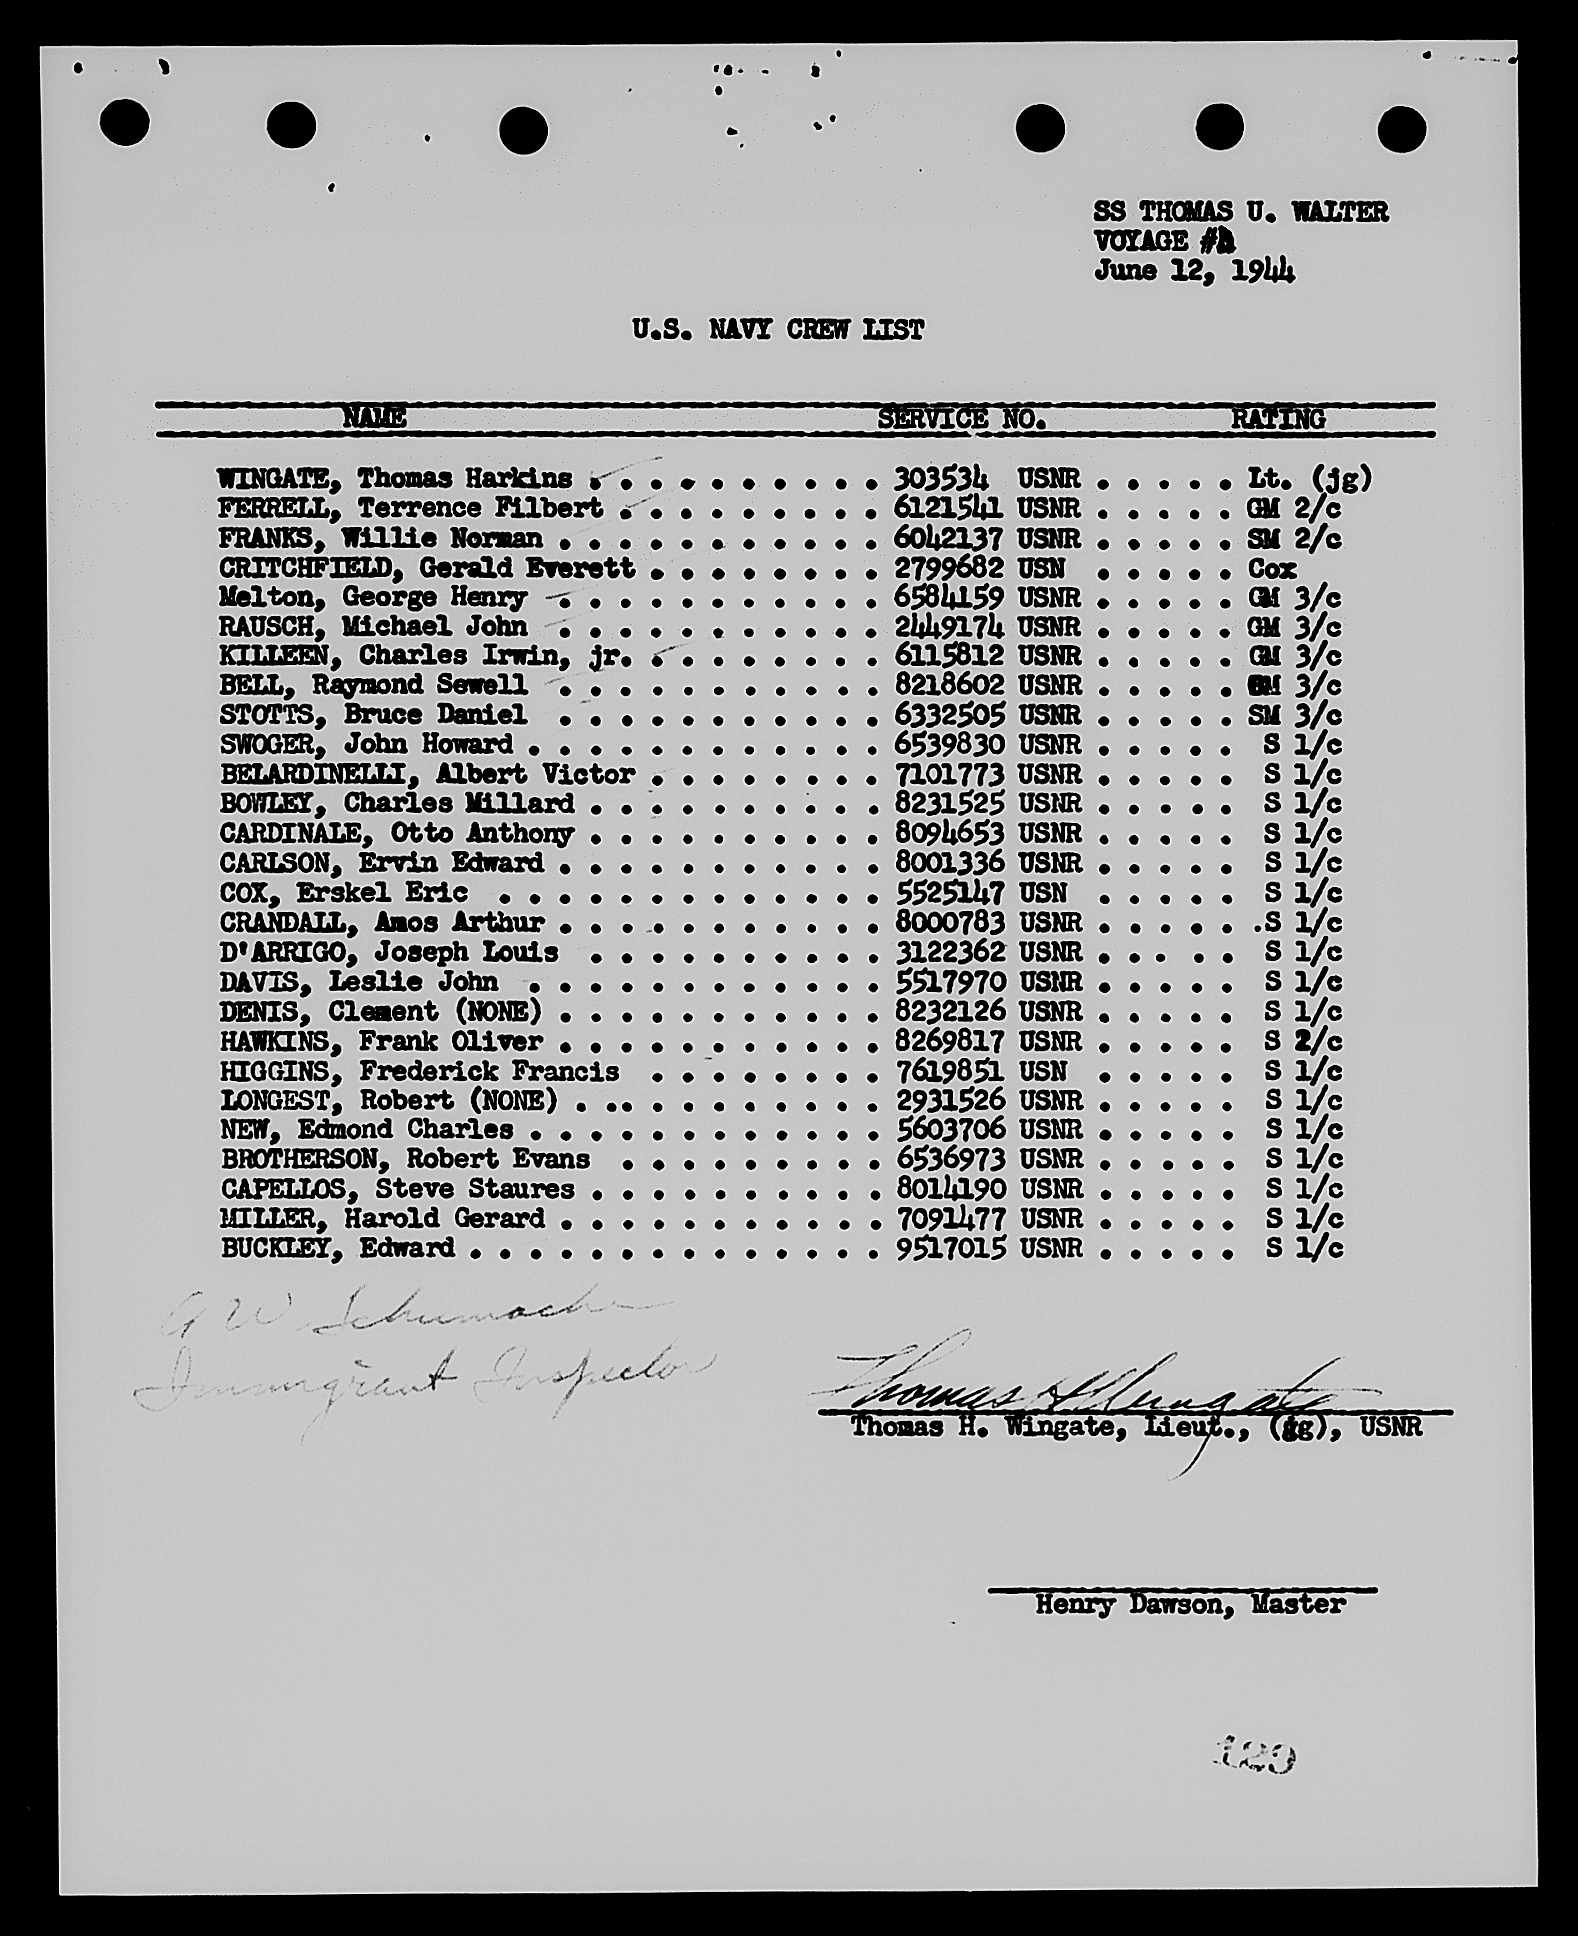 SS THOMAS U. WALTER
VOYAGE
June 12, 1944
U.S. NAVY CREW LIST
NAME SERVICE NO. RATING
WINGATE, Thomas Harkins . . . . . . . . . . 303534 USNR . . . . . Lt. (jg)
FERRELL, Terrence Filbert . . . . . . . . . 6121541 USNR . . . . . GM 2/c
FRANKS, Willie Norman . . . . . . . . . . . 6042137 USNR . . . . . SM 2/c
CRITCHFIELD, Gerald Everett . . . . . . . . 2799682 USN . . . . . Cox
Melton, George Henry . . . . . . . . . . . 6584159 USNR . . . . . GM 3/c
RAUSCH, Michael John . . . . . . . . . . . 2449174 USNR . . . . . GM 3/c
KILLEEN, Charles Irwin, jr. . . . . . . . . 6115812 USNR . . . . . GM 3/c
BELL, Raymond Sewell . . . . . . . . . . . 8218602 USNR . . . . . GM 3/c
STOTTS, Bruce Daniel . . . . . . . . . . . 6332505 USNR . . . . . SM 3/c
SWOGER, John Howard . . . . . . . . . . . . 6539830 USNR . . . . . S 1/c
BELARDINELLI, Albert Victor . . . . . . . . 7101773 USNR . . . . . S 1/c
BOWLEY, Charles Millard . . . . . . . . . . 8231525 USNR . . . . . S 1/c
CARDINALE, Otto Anthony . . . . . . . . . . 8094653 USNR . . . . . S 1/c
CARLSON, Ervin Edward . . . . . . . . . . . 8001336 USNR . . . . . S 1/c
COX, Erskel Eric . . . . . . . . . . . . . 5525147 USN . . . . . S 1/c
CRANDALL, Amos Arthur . . . . . . . . . . . 8000783 USNR . . . . . .S 1/c
D'ARRIGO, Joseph Louis . . . . . . . . . . 3122362 USNR . . . . . S 1/c
DAVIS, Leslie John . . . . . . . . . . . . 5517970 USNR . . . . . S 1/c
DENIS, Clement (NONE) . . . . . . . . . . . 8232126 USNR . . . . . S 1/c
HAWKINS, Frank Oliver . . . . . . . . . . . 8269817 USNR . . . . . S 2/c
HIGGINS, Frederick Francis . . . . . . . . 7619851 USN . . . . . S 1/c
LONGEST, Robert (NONE) . .. . . . . . . . . 2931526 USNR . . . . . S 1/c
NEW, Edmond Charles . . . . . . . . . . . . 5603706 USNR . . . . . S 1/c
BROTHERSON, Robert Evans . . . . . . . . . 6536973 USNR . . . . . S 1/c
CAPELLOS, Steve Staures . . . . . . . . . . 8014190 USNR . . . . . S 1/c
MILLER, Harold Gerard . . . . . . . . . . . 7091477 USNR . . . . . S 1/c
BUCKLEY, Edward . . . . . . . . . . . . . . 9517015 USNR . . . . . S 1/c
G W Schumacher
Immigrant Inspector
Thomas H Wingate
Thomas H. Wingate, Lieut., (jg), USNR
Henry Dawson, Master
129